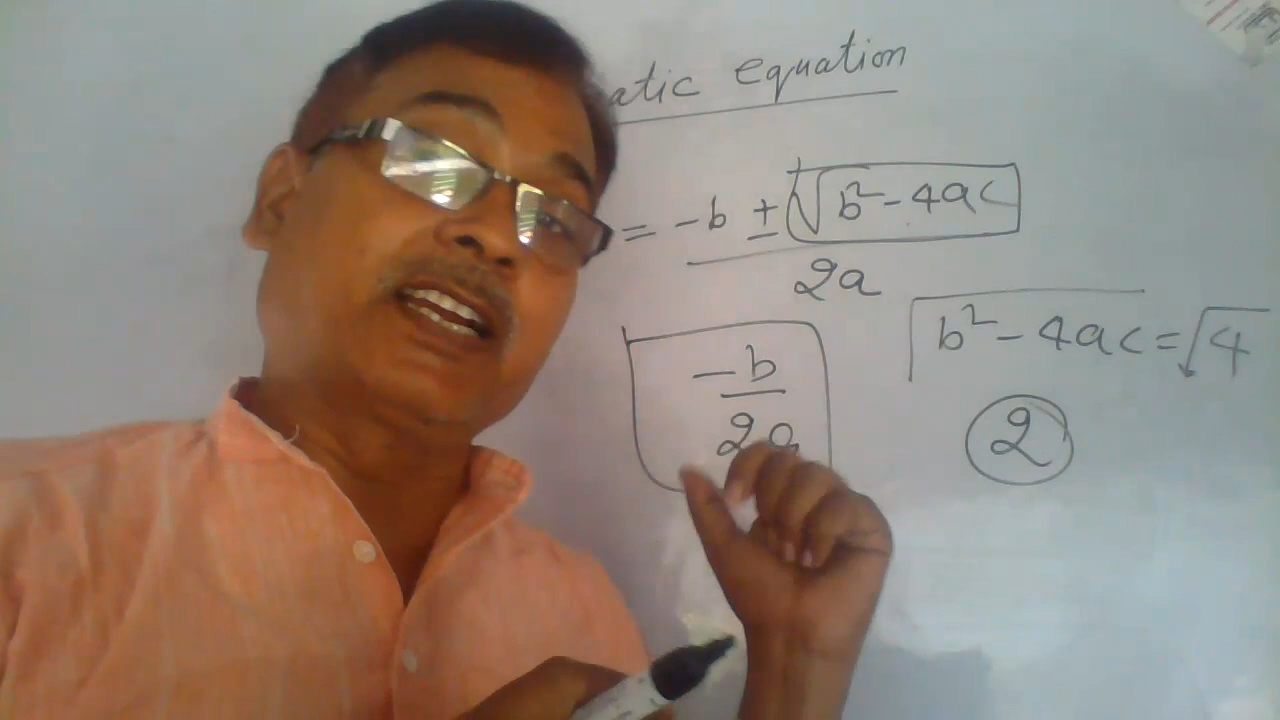 atic equation
= -b ± √b² - 4ac
2a
b² - 4ac = √4
-b
2a
2